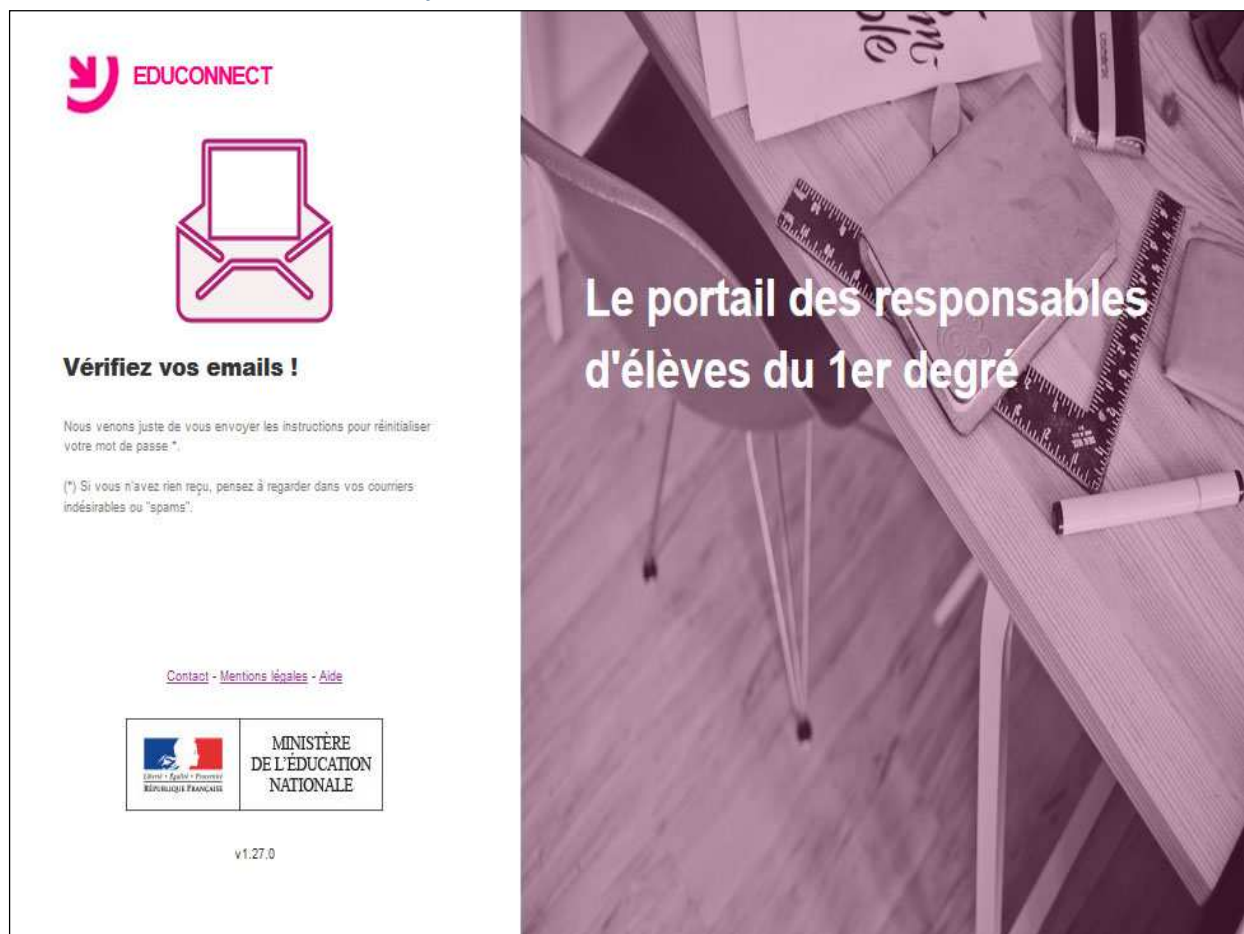 EDUCONNECT
Vérifiez vos emails !
Nous venons juste de vous envoyer les instructions pour réinitialiser
votre mot de passe *.
(*) Si vous n'avez rien reçu, pensez à regarder dans vos courriers
indésirables ou "spams".
Contact - Mentions légales - Aide
Liberté • Égalité • Fraternité
RÉPUBLIQUE FRANÇAISE
MINISTÈRE
DE L'ÉDUCATION
NATIONALE
v1.27.0
Le portail des responsables
d'élèves du 1er degré